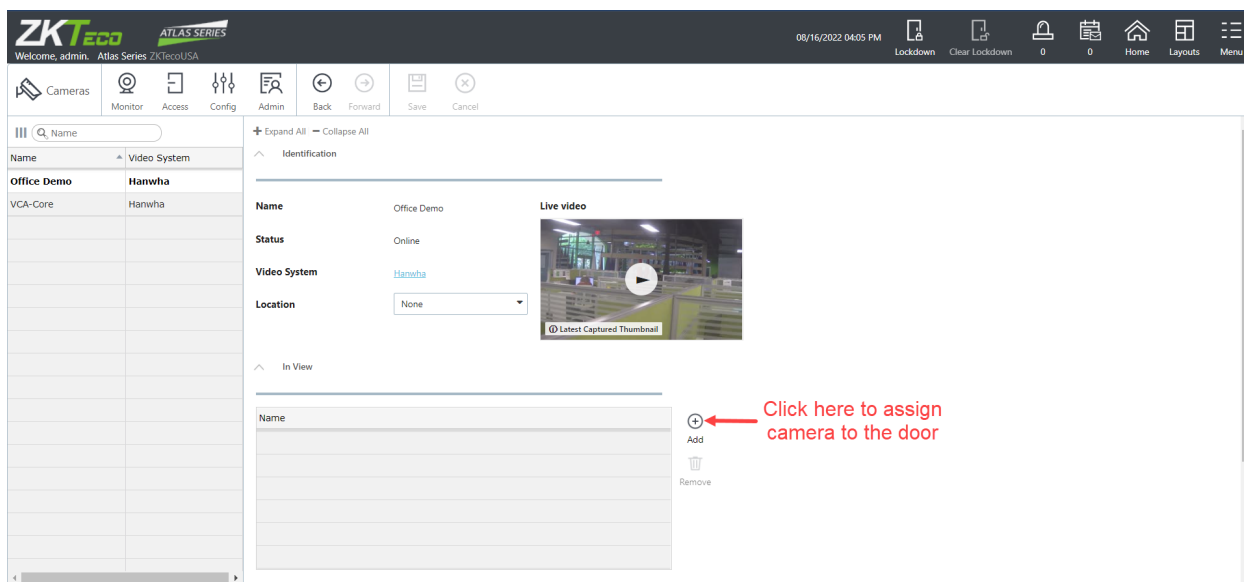 ZKTECO
ATLAS SERIES
Welcome, admin. Atlas Series ZKTecoUSA
08/16/2022 04:05 PM
Lockdown
Clear Lockdown
0
0
Home
Layouts
Menu
Cameras
Monitor
Access
Config
Admin
Back
Forward
Save
Cancel
Name
Expand All
Collapse All
Name
Video System
Identification
Office Demo
Hanwha
VCA-Core
Hanwha
Name
Office Demo
Live video
Status
Online
Video System
Hanwha
Location
None
Latest Captured Thumbnail
In View
Name
Add
Remove
Click here to assign
camera to the door